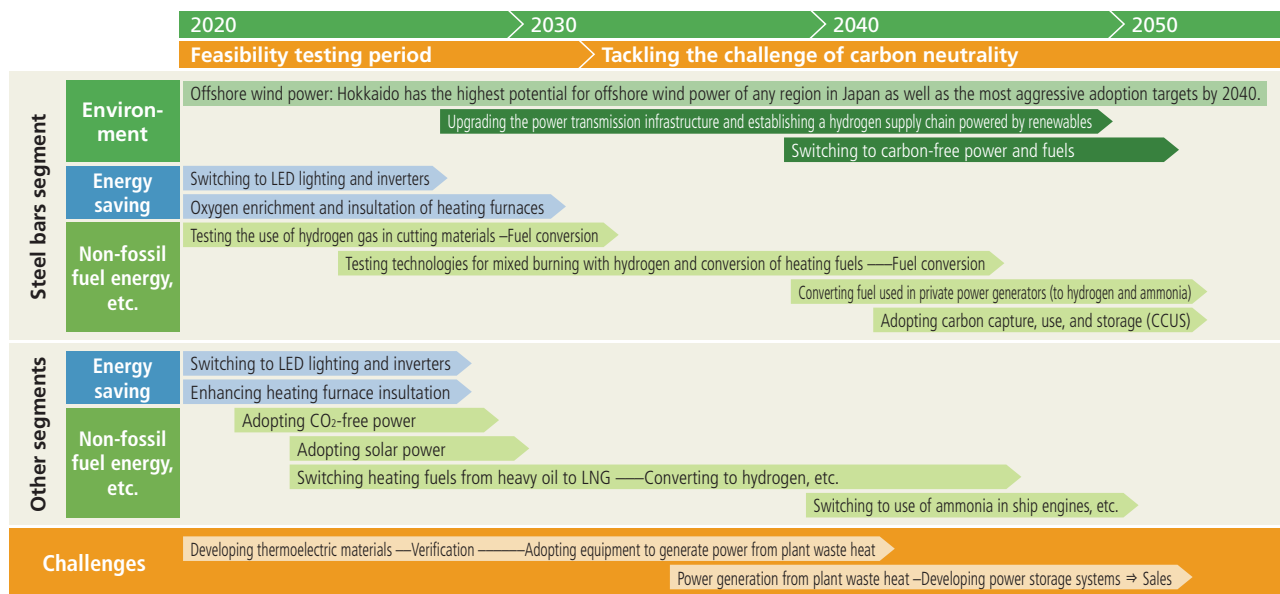 2020 2030 2040 2050
Feasibility testing period Tackling the challenge of carbon neutrality
Steel bars segment
Environ-
ment
Offshore wind power: Hokkaido has the highest potential for offshore wind power of any region in Japan as well as the most aggressive adoption targets by 2040.
Upgrading the power transmission infrastructure and establishing a hydrogen supply chain powered by renewables
Switching to carbon-free power and fuels
Energy
saving
Switching to LED lighting and inverters
Oxygen enrichment and insultation of heating furnaces
Non-fossil
fuel energy,
etc.
Testing the use of hydrogen gas in cutting materials –Fuel conversion
Testing technologies for mixed burning with hydrogen and conversion of heating fuels ——Fuel conversion
Converting fuel used in private power generators (to hydrogen and ammonia)
Adopting carbon capture, use, and storage (CCUS)
Other segments
Energy
saving
Switching to LED lighting and inverters
Enhancing heating furnace insultation
Non-fossil
fuel energy,
etc.
Adopting CO2-free power
Adopting solar power
Switching heating fuels from heavy oil to LNG ——Converting to hydrogen, etc.
Switching to use of ammonia in ship engines, etc.
Challenges
Developing thermoelectric materials —Verification ———Adopting equipment to generate power from plant waste heat
Power generation from plant waste heat –Developing power storage systems ⇒ Sales